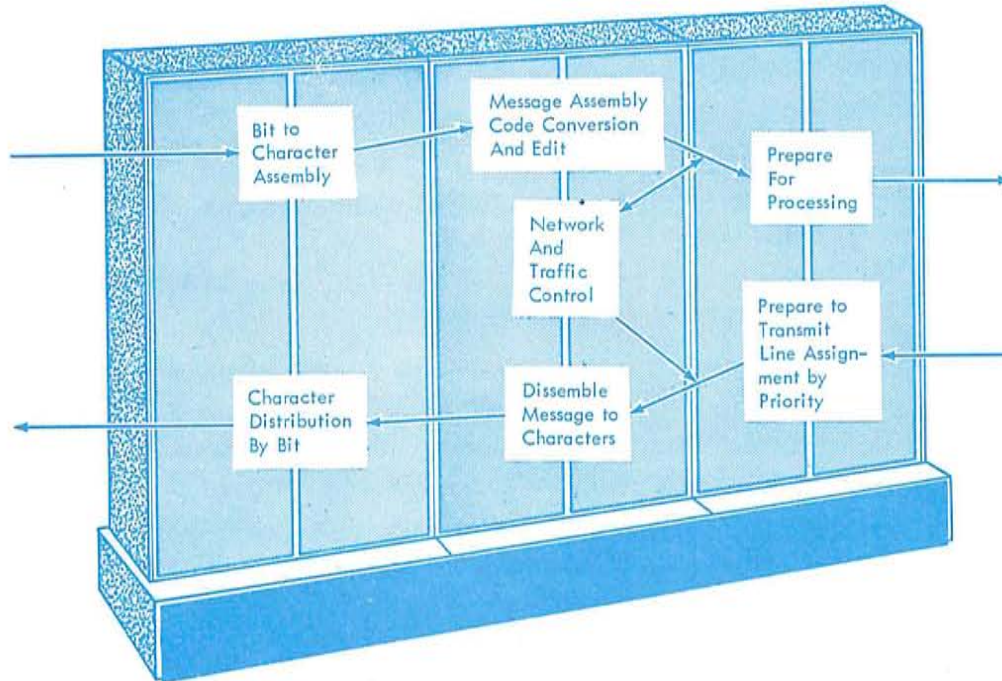 Bit to
Character
Assembly
Message Assembly
Code Conversion
And Edit
Prepare
For
Processing
Network
And
Traffic
Control
Prepare to
Transmit
Line Assign-
ment by
Priority
Dissemble
Message to
Characters
Character
Distribution
By Bit